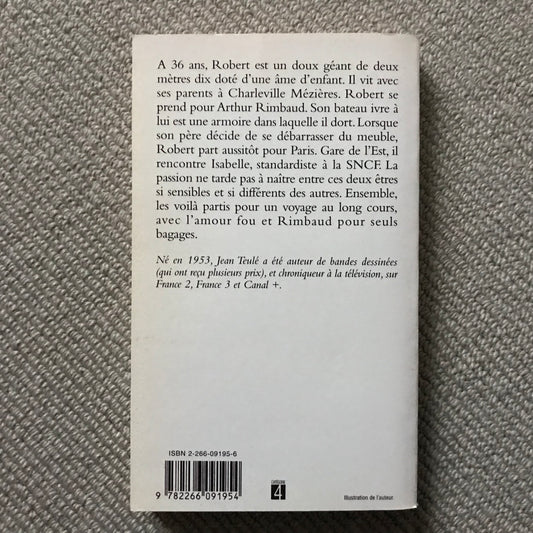 A 36 ans, Robert est un doux géant de deux
mètres dix doté d'une âme d'enfant. Il vit avec
ses parents à Charleville Mézières. Robert se
prend pour Arthur Rimbaud. Son bateau ivre à
lui est une armoire dans laquelle il dort. Lorsque
son père décide de se débarrasser du meuble,
Robert part aussitôt pour Paris. Gare de l'Est, il
rencontre Isabelle, standardiste à la SNCF. La
passion ne tarde pas à naître entre ces deux êtres
si sensibles et si différents des autres. Ensemble,
les voilà partis pour un voyage au long cours,
avec l'amour fou et Rimbaud pour seuls
bagages.
Né en 1953, Jean Teulé a été auteur de bandes dessinées
(qui ont reçu plusieurs prix), et chroniqueur à la télévision, sur
France 2, France 3 et Canal +.
ISBN 2-266-09195-6
9 782266 091954
catégorie
4
Illustration de l'auteur.